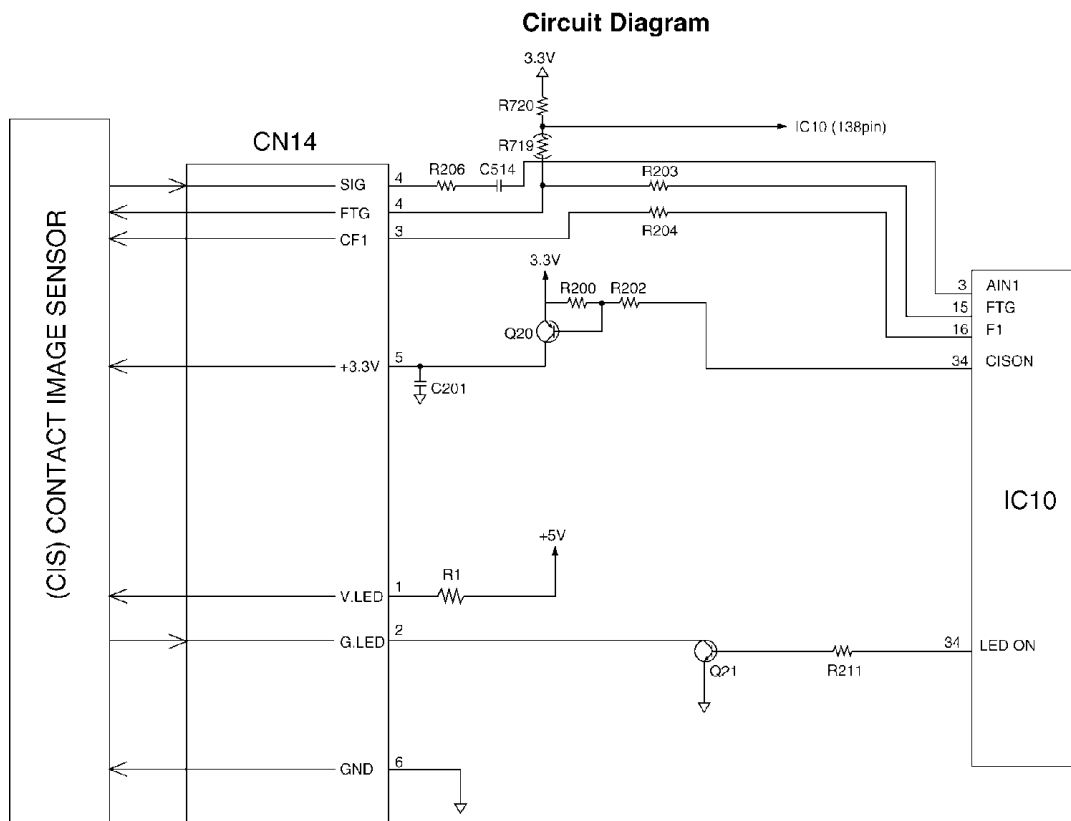 Circuit Diagram
3.3V
R720
IC10 (138pin)
CN14
R719
R206
C514
SIG
4
R203
FTG
4
CF1
3
R204
3.3V
R200
R202
3
AIN1
15
FTG
16
F1
Q20
34
CISON
+3.3V
5
C201
(CIS) CONTACT IMAGE SENSOR
IC10
+5V
R1
V.LED
1
G.LED
2
34
LED ON
Q21
R211
GND
6